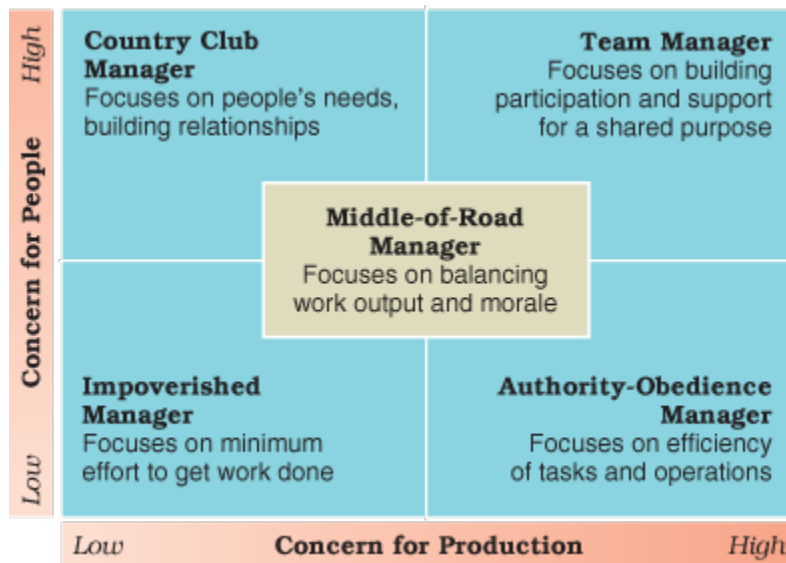 High
Concern for People
Low
Country Club
Manager
Focuses on people's needs,
building relationships
Team Manager
Focuses on building
participation and support
for a shared purpose
Middle-of-Road
Manager
Focuses on balancing
work output and morale
Impoverished
Manager
Focuses on minimum
effort to get work done
Authority-Obedience
Manager
Focuses on efficiency
of tasks and operations
Low
Concern for Production
High